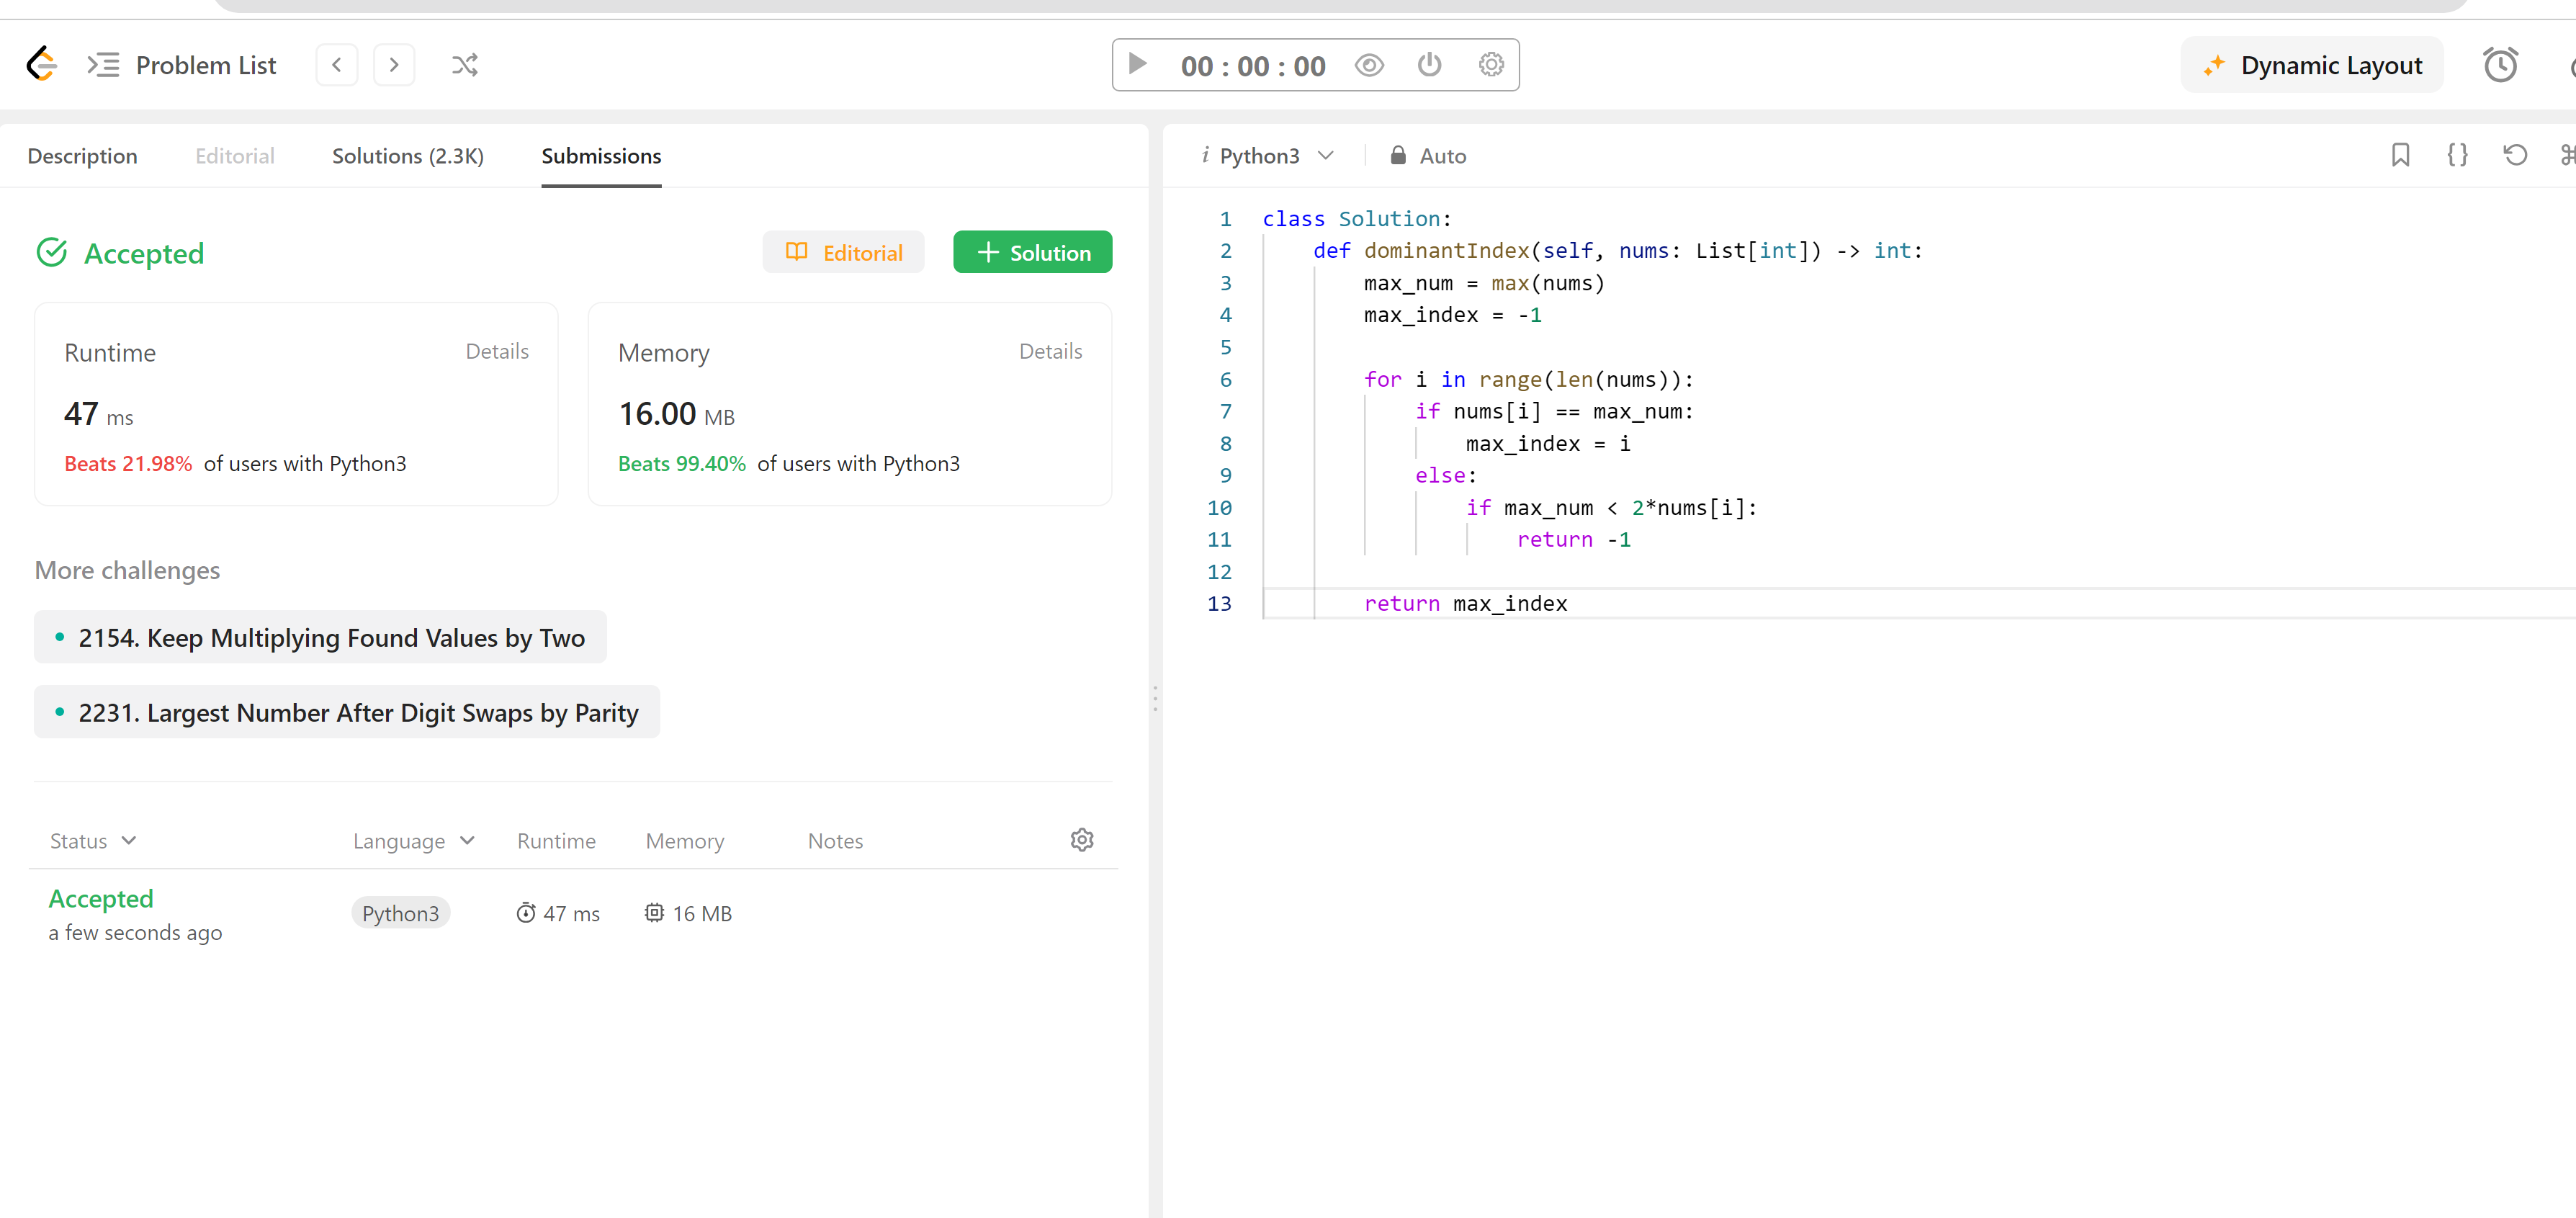 Problem List
00 : 00 : 00
Dynamic Layout
Description Editorial Solutions (2.3K) Submissions
Accepted
Editorial
Solution
Runtime Details
47 ms
Beats 21.98% of users with Python3
Memory Details
16.00 MB
Beats 99.40% of users with Python3
More challenges
2154. Keep Multiplying Found Values by Two
2231. Largest Number After Digit Swaps by Parity
Status Language Runtime Memory Notes
Accepted
a few seconds ago
Python3 47 ms 16 MB
i Python3 Auto
1 class Solution:
2     def dominantIndex(self, nums: List[int]) -> int:
3         max_num = max(nums)
4         max_index = -1
5
6         for i in range(len(nums)):
7             if nums[i] == max_num:
8                 max_index = i
9             else:
10                 if max_num < 2*nums[i]:
11                     return -1
12
13         return max_index